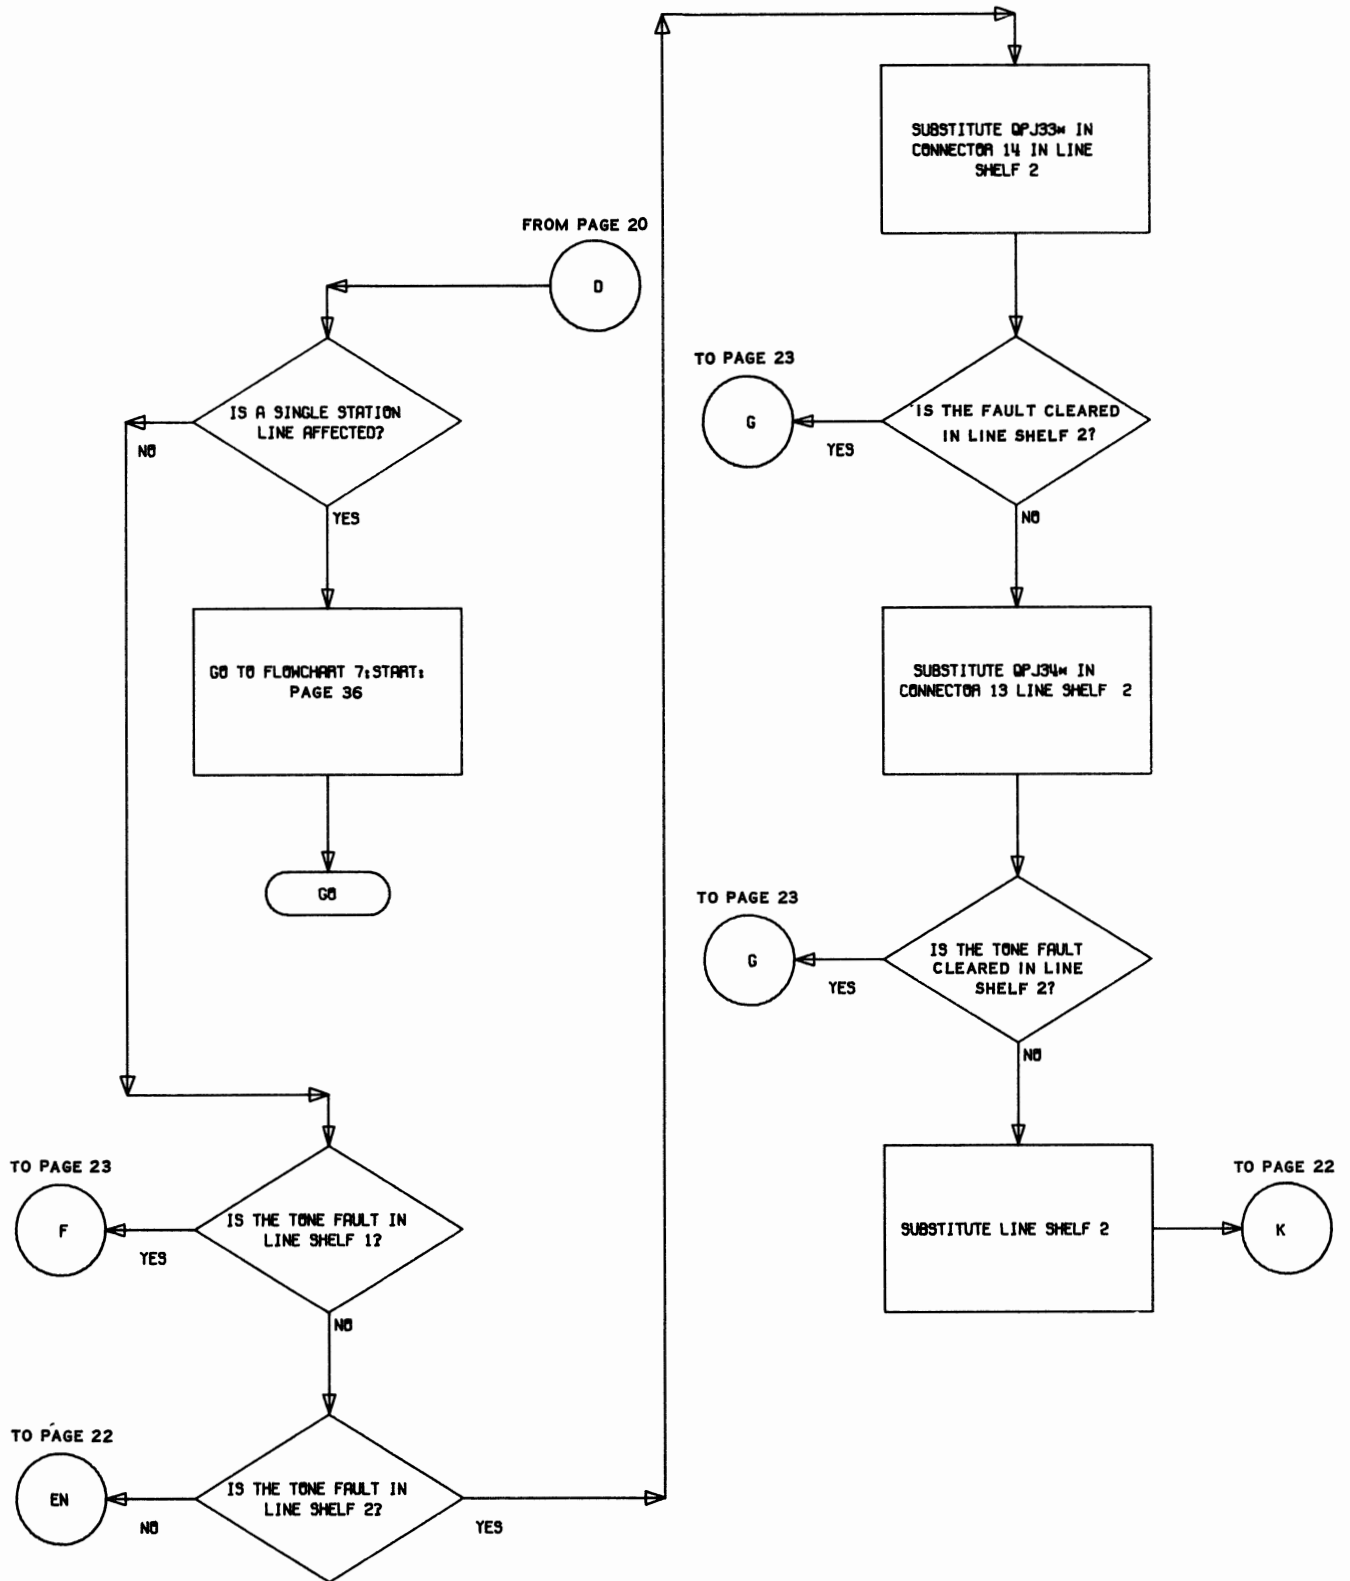 FROM PAGE 20
D
IS A SINGLE STATION
LINE AFFECTED?
NO
YES
GO TO FLOWCHART 7:START:
PAGE 36
GO
IS THE TONE FAULT IN
LINE SHELF 1?
TO PAGE 23
F
YES
NO
IS THE TONE FAULT IN
LINE SHELF 2?
TO PAGE 22
EN
NO
YES
SUBSTITUTE QPJ33* IN
CONNECTOR 14 IN LINE
SHELF 2
IS THE FAULT CLEARED
IN LINE SHELF 2?
TO PAGE 23
G
YES
NO
SUBSTITUTE QPJ34* IN
CONNECTOR 13 LINE SHELF 2
IS THE TONE FAULT
CLEARED IN LINE
SHELF 2?
TO PAGE 23
G
YES
NO
SUBSTITUTE LINE SHELF 2
TO PAGE 22
K